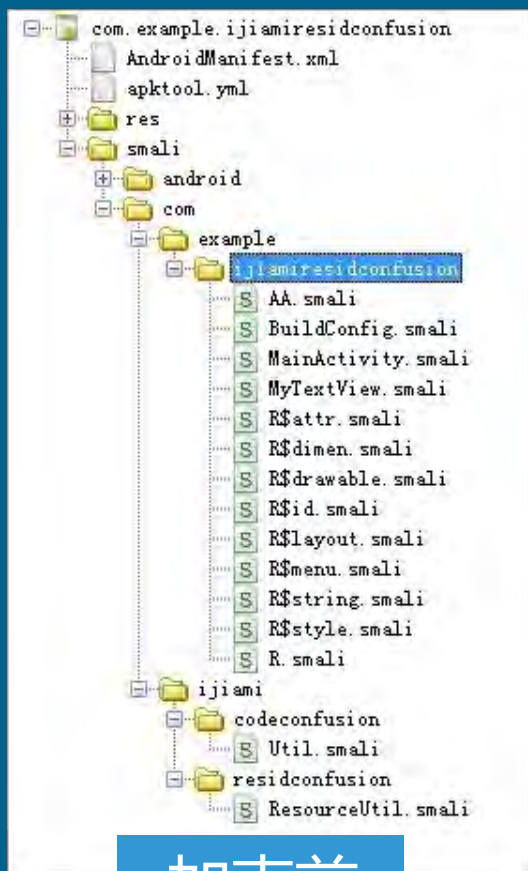 com.example.ijiamiresidconfusion
AndroidManifest.xml
apktool.yml
res
smali
android
com
example
ijiamiresidconfusion
AA.smali
BuildConfig.smali
MainActivity.smali
MyTextView.smali
R$attr.smali
R$dimen.smali
R$drawable.smali
R$id.smali
R$layout.smali
R$menu.smali
R$string.smali
R$style.smali
R.smali
ijiami
codeconfusion
Util.smali
residconfusion
ResourceUtil.smali